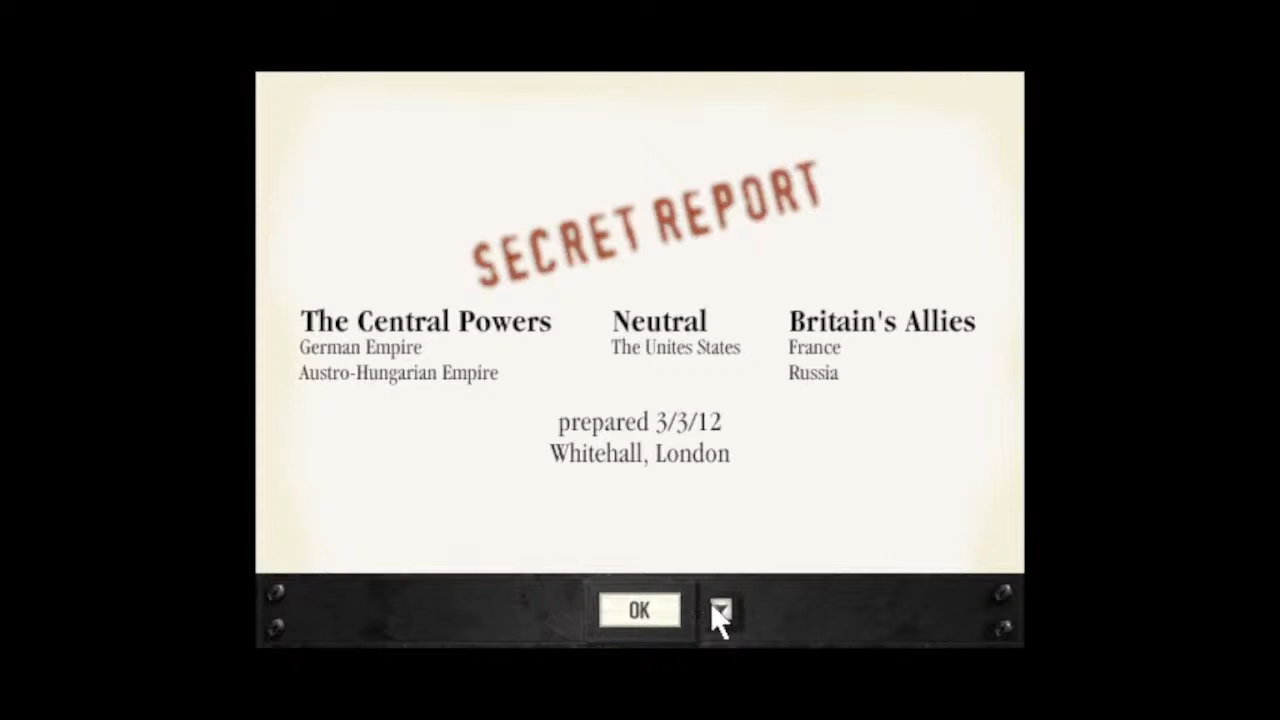 SECRET REPORT
The Central Powers
German Empire
Austro-Hungarian Empire
Neutral
The Unites States
Britain's Allies
France
Russia
prepared 3/3/12
Whitehall, London
OK